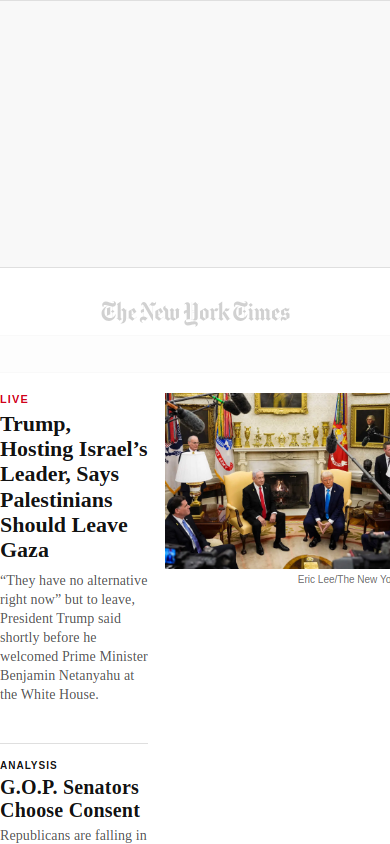 The New York Times
LIVE
Trump,
Hosting Israel’s
Leader, Says
Palestinians
Should Leave
Gaza
“They have no alternative
right now” but to leave,
President Trump said
shortly before he
welcomed Prime Minister
Benjamin Netanyahu at
the White House.
Eric Lee/The New Yo
ANALYSIS
G.O.P. Senators
Choose Consent
Republicans are falling in